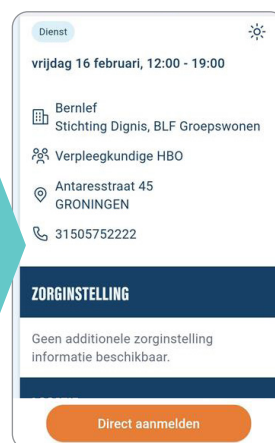 Dienst
vrijdag 16 februari, 12:00 - 19:00
Bernlef
Stichting Dignis, BLF Groepswonen
Verpleegkundige HBO
Antaresstraat 45
GRONINGEN
31505752222
ZORGINSTELLING
Geen additionele zorginstelling
informatie beschikbaar.
Direct aanmelden